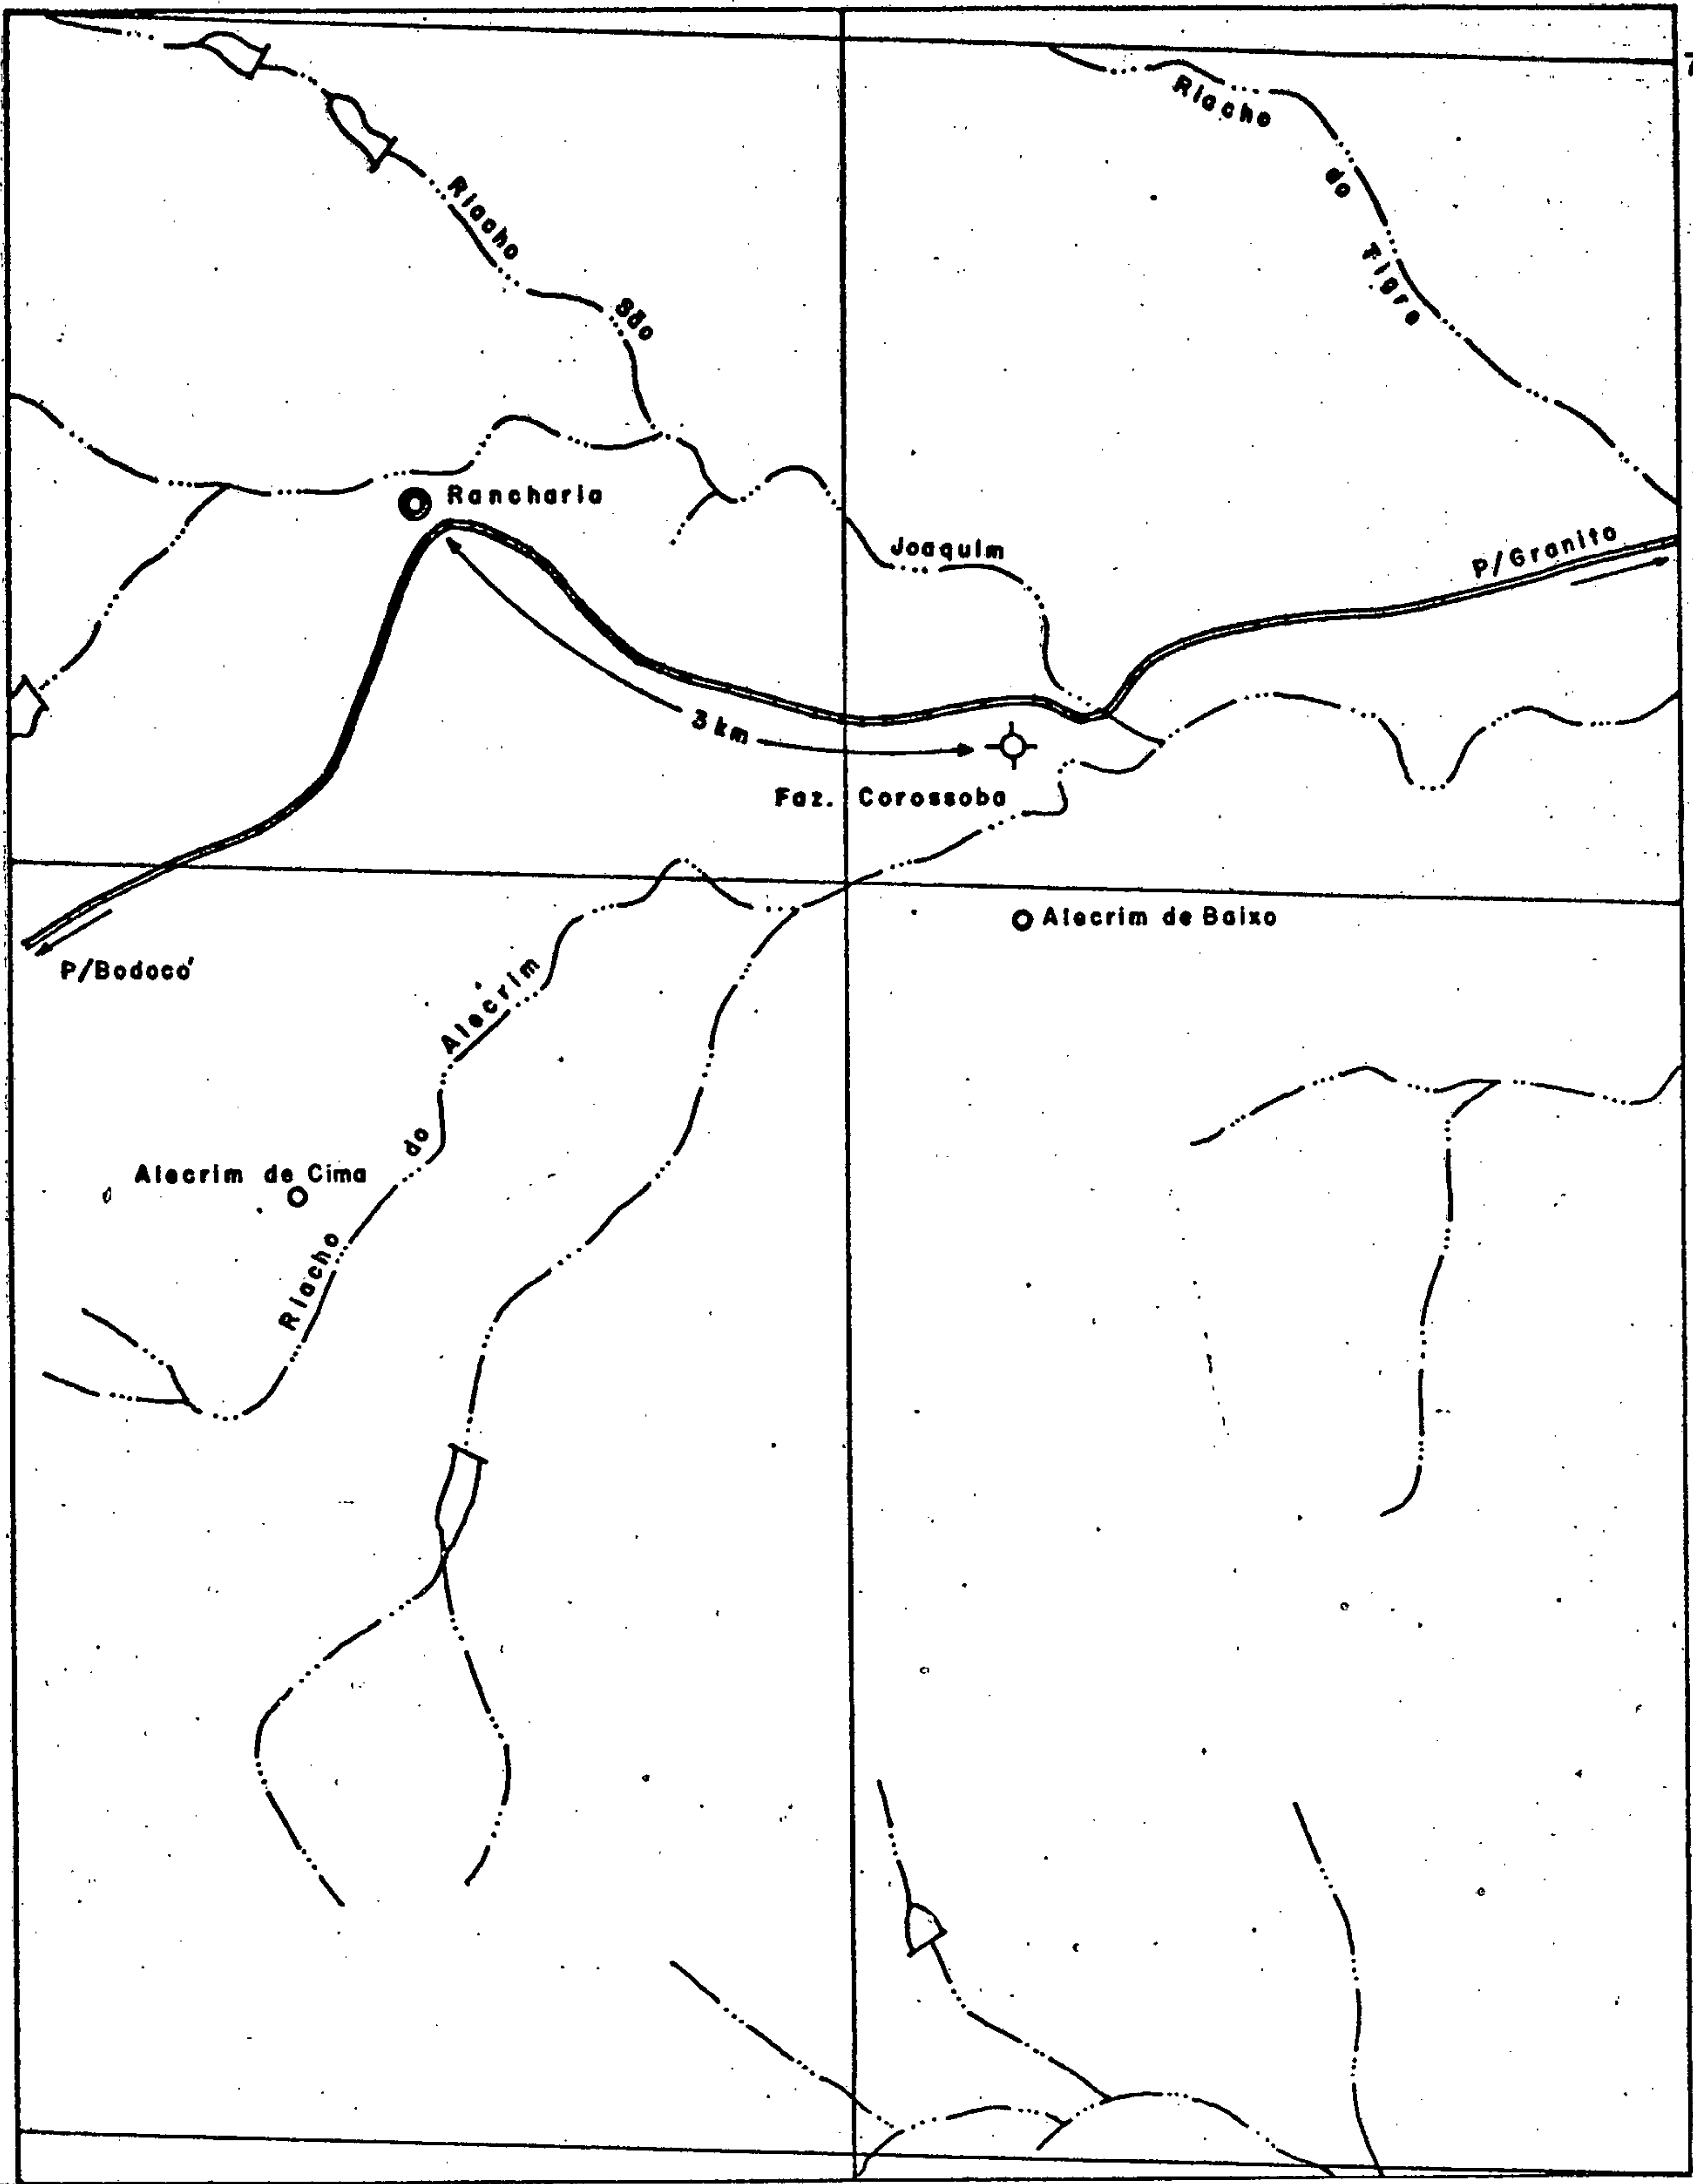 7
Riacho do Tigre
Riacho São Joaquim
Rancharia
P/Granito
3 km
Faz. Corossoba
Alecrim de Baixo
P/Bodocó
Riacho do Alecrim
Alecrim de Cima